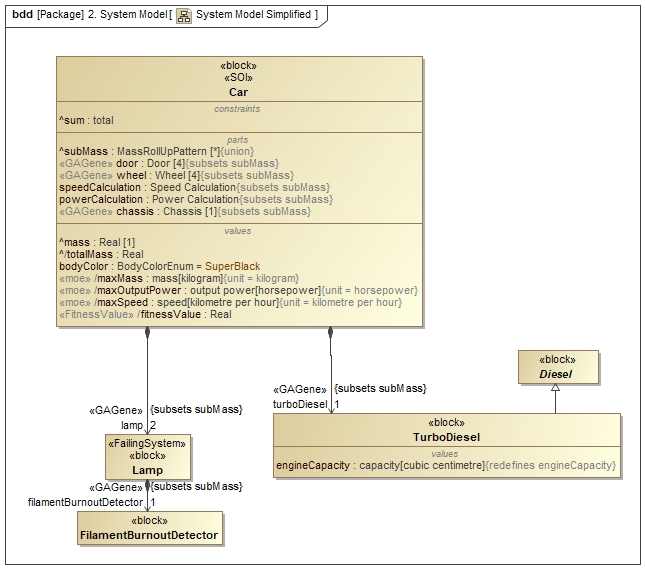 bdd [Package] 2. System Model [ System Model Simplified ]
«block»
«SOI»
Car
constraints
^sum : total
parts
^subMass : MassRollUpPattern [*]{union}
«GAGene» door : Door [4]{subsets subMass}
«GAGene» wheel : Wheel [4]{subsets subMass}
speedCalculation : Speed Calculation{subsets subMass}
powerCalculation : Power Calculation{subsets subMass}
«GAGene» chassis : Chassis [1]{subsets subMass}
values
^mass : Real [1]
^/totalMass : Real
bodyColor : BodyColorEnum = SuperBlack
«moe» /maxMass : mass[kilogram]{unit = kilogram}
«moe» /maxOutputPower : output power[horsepower]{unit = horsepower}
«moe» /maxSpeed : speed[kilometre per hour]{unit = kilometre per hour}
«FitnessValue» /fitnessValue : Real
«block»
Diesel
«GAGene» {subsets subMass}
turboDiesel 1
«GAGene» {subsets subMass}
lamp 2
«block»
TurboDiesel
values
engineCapacity : capacity[cubic centimetre]{redefines engineCapacity}
«FailingSystem»
«block»
Lamp
«GAGene» {subsets subMass}
filamentBurnoutDetector 1
«block»
FilamentBurnoutDetector